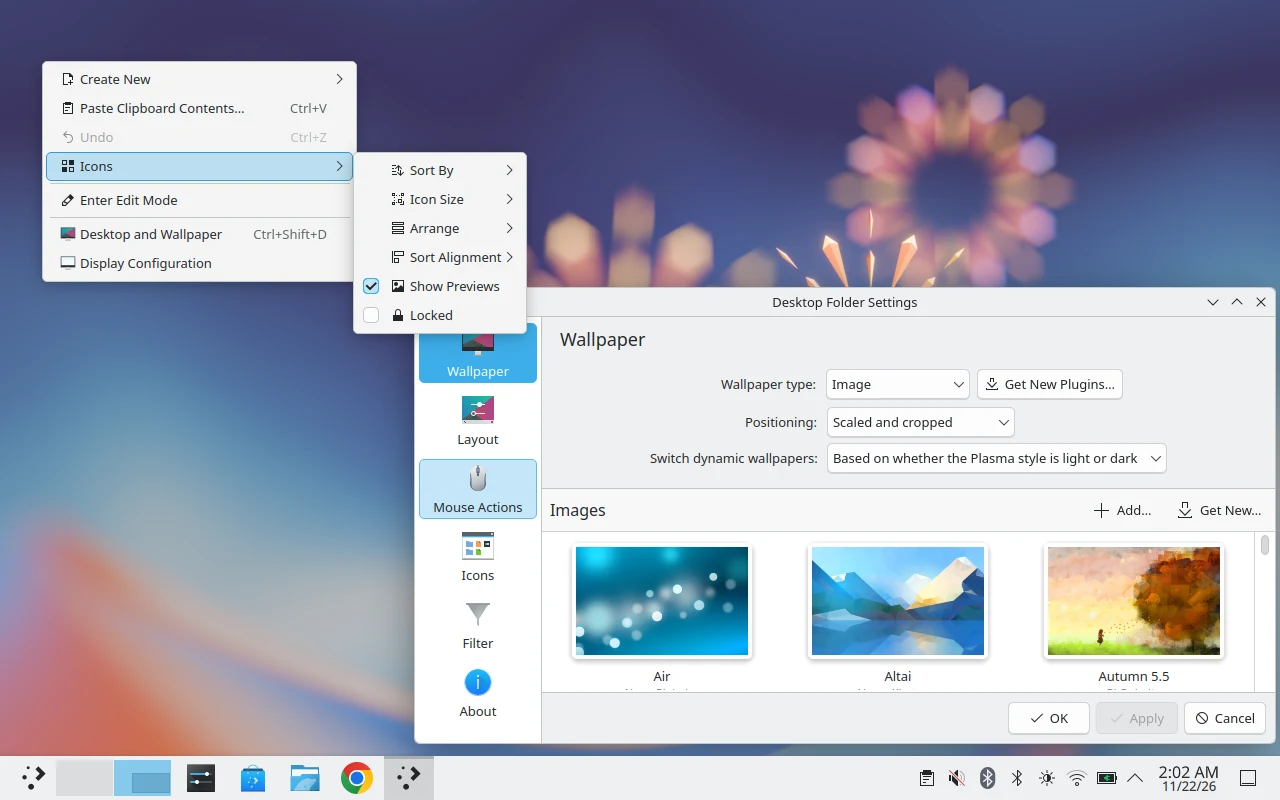 Create New
Paste Clipboard Contents... Ctrl+V
Undo Ctrl+Z
Icons
Enter Edit Mode
Desktop and Wallpaper Ctrl+Shift+D
Display Configuration
Sort By
Icon Size
Arrange
Sort Alignment
Show Previews
Locked
Desktop Folder Settings
Wallpaper
Layout
Mouse Actions
Icons
Filter
About
Wallpaper
Wallpaper type: Image Get New Plugins...
Positioning: Scaled and cropped
Switch dynamic wallpapers: Based on whether the Plasma style is light or dark
Images Add... Get New...
Air Altai Autumn 5.5
OK Apply Cancel
2:02 AM
11/22/26